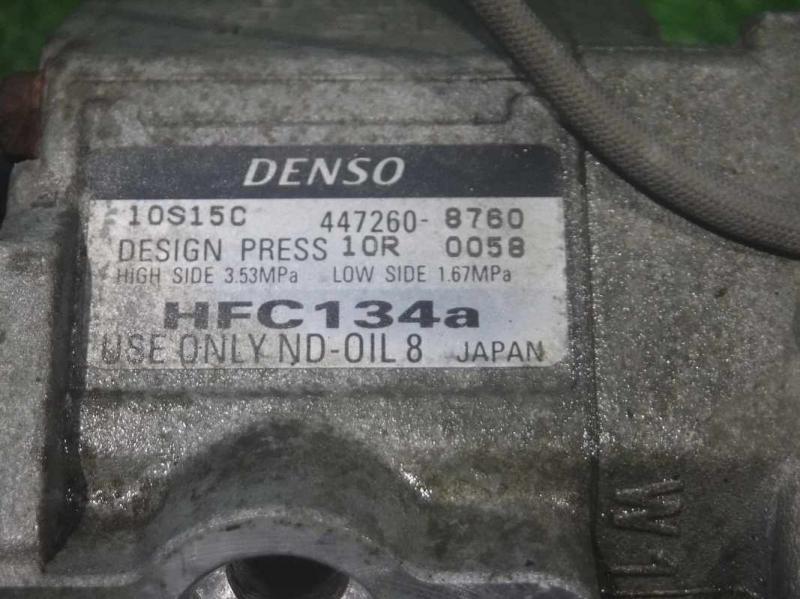 DENSO
10S15C 447260-8760
DESIGN PRESS 10R 0058
HIGH SIDE 3.53MPa LOW SIDE 1.67MPa
HFC134a
USE ONLY ND-OIL 8 JAPAN